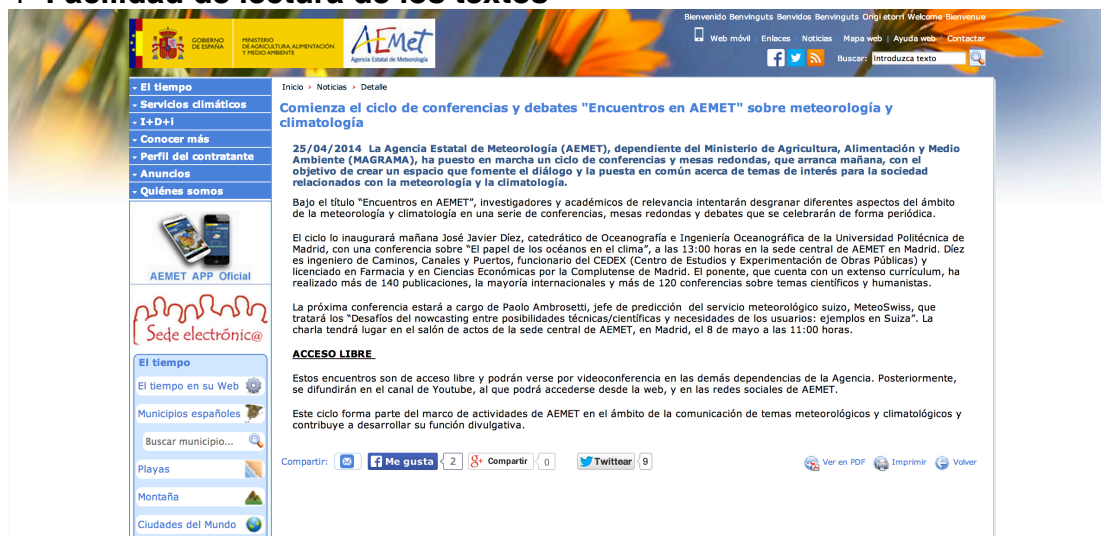 + Facilidad de lectura de los textos
Bienvenido Benvinguts Benvidos Benvinguts Ongi etorri Welcome Bienvenue
GOBIERNO
DE ESPAÑA
MINISTERIO
DE AGRICULTURA, ALIMENTACIÓN
Y MEDIO AMBIENTE
AEMet
Agencia Estatal de Meteorología
Web móvil Enlaces Noticias Mapa web Ayuda web Contactar
Buscar: Introduzca texto
El tiempo
Servicios climáticos
I+D+i
Conocer más
Perfil del contratante
Anuncios
Quiénes somos
AEMET APP Oficial
Sede electrónic@
El tiempo
El tiempo en su Web
Municipios españoles
Buscar municipio...
Playas
Montaña
Ciudades del Mundo
Inicio › Noticias › Detalle
Comienza el ciclo de conferencias y debates "Encuentros en AEMET" sobre meteorología y
climatología
25/04/2014 La Agencia Estatal de Meteorología (AEMET), dependiente del Ministerio de Agricultura, Alimentación y Medio
Ambiente (MAGRAMA), ha puesto en marcha un ciclo de conferencias y mesas redondas, que arranca mañana, con el
objetivo de crear un espacio que fomente el diálogo y la puesta en común acerca de temas de interés para la sociedad
relacionados con la meteorología y la climatología.
Bajo el título “Encuentros en AEMET”, investigadores y académicos de relevancia intentarán desgranar diferentes aspectos del ámbito
de la meteorología y climatología en una serie de conferencias, mesas redondas y debates que se celebrarán de forma periódica.
El ciclo lo inaugurará mañana José Javier Díez, catedrático de Oceanografía e Ingeniería Oceanográfica de la Universidad Politécnica de
Madrid, con una conferencia sobre “El papel de los océanos en el clima”, a las 13:00 horas en la sede central de AEMET en Madrid. Díez
es ingeniero de Caminos, Canales y Puertos, funcionario del CEDEX (Centro de Estudios y Experimentación de Obras Públicas) y
licenciado en Farmacia y en Ciencias Económicas por la Complutense de Madrid. El ponente, que cuenta con un extenso currículum, ha
realizado más de 140 publicaciones, la mayoría internacionales y más de 120 conferencias sobre temas científicos y humanistas.
La próxima conferencia estará a cargo de Paolo Ambrosetti, jefe de predicción del servicio meteorológico suizo, MeteoSwiss, que
tratará los “Desafíos del nowcasting entre posibilidades técnicas/científicas y necesidades de los usuarios: ejemplos en Suiza”. La
charla tendrá lugar en el salón de actos de la sede central de AEMET, en Madrid, el 8 de mayo a las 11:00 horas.
ACCESO LIBRE
Estos encuentros son de acceso libre y podrán verse por videoconferencia en las demás dependencias de la Agencia. Posteriormente,
se difundirán en el canal de Youtube, al que podrá accederse desde la web, y en las redes sociales de AEMET.
Este ciclo forma parte del marco de actividades de AEMET en el ámbito de la comunicación de temas meteorológicos y climatológicos y
contribuye a desarrollar su función divulgativa.
Compartir: Me gusta 2 Compartir 0 Twittear 9 Ver en PDF Imprimir Volver